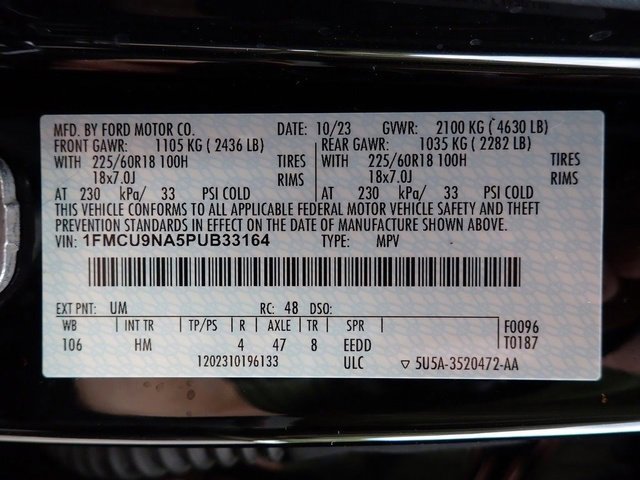 MFD. BY FORD MOTOR CO. DATE: 10/23 GVWR: 2100 KG ( 4630 LB)
FRONT GAWR: 1105 KG ( 2436 LB) REAR GAWR: 1035 KG ( 2282 LB)
WITH 225/60R18 100H TIRES WITH 225/60R18 100H TIRES
18x7.0J RIMS 18x7.0J RIMS
AT 230 kPa/ 33 PSI COLD AT 230 kPa/ 33 PSI COLD
THIS VEHICLE CONFORMS TO ALL APPLICABLE FEDERAL MOTOR VEHICLE SAFETY AND THEFT
PREVENTION STANDARDS IN EFFECT ON THE DATE OF MANUFACTURE SHOWN ABOVE.
VIN: 1FMCU9NA5PUB33164 TYPE: MPV
EXT PNT: UM RC: 48 DSO:
WB INT TR TP/PS R AXLE TR SPR F0096
106 HM 4 47 8 EEDD T0187
1202310196133 ULC ▽ 5U5A-3520472-AA